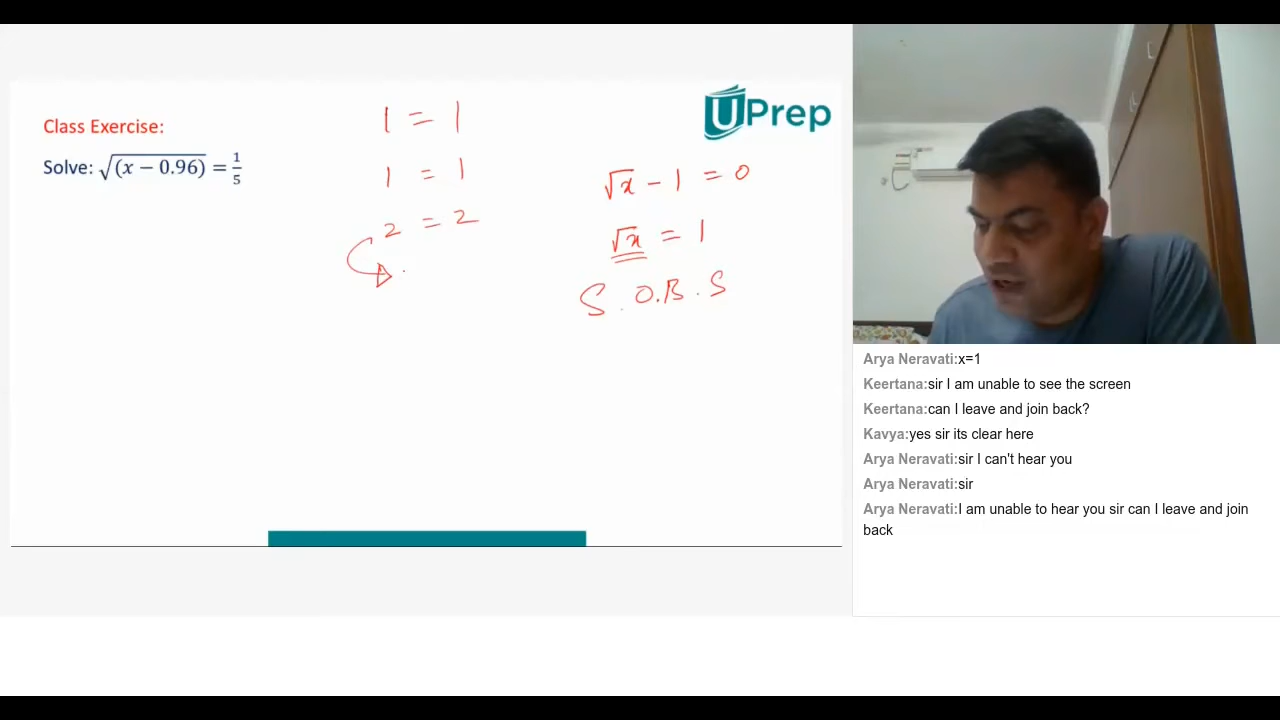 Class Exercise:
Solve: √(x − 0.96) = 1/5
1 = 1
1 = 1
2 = 2
UPrep
√x − 1 = 0
√x = 1
S.O.B.S
Arya Neravati:x=1
Keertana:sir I am unable to see the screen
Keertana:can I leave and join back?
Kavya:yes sir its clear here
Arya Neravati:sir I can't hear you
Arya Neravati:sir
Arya Neravati:I am unable to hear you sir can I leave and join
back